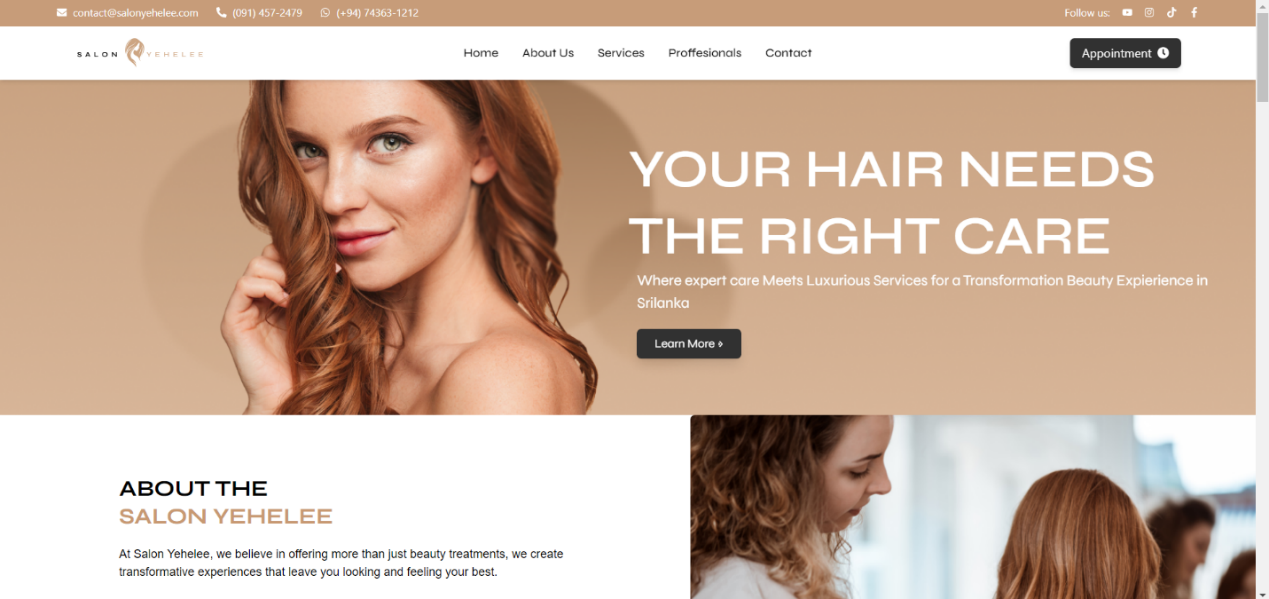 contact@salonyehelee.com (091) 457-2479 (+94) 74363-1212 Follow us:
SALON YEHELEE Home About Us Services Proffesionals Contact Appointment
YOUR HAIR NEEDS
THE RIGHT CARE
Where expert care Meets Luxurious Services for a Transformation Beauty Expierience in
Srilanka
Learn More »
ABOUT THE
SALON YEHELEE
At Salon Yehelee, we believe in offering more than just beauty treatments, we create
transformative experiences that leave you looking and feeling your best.